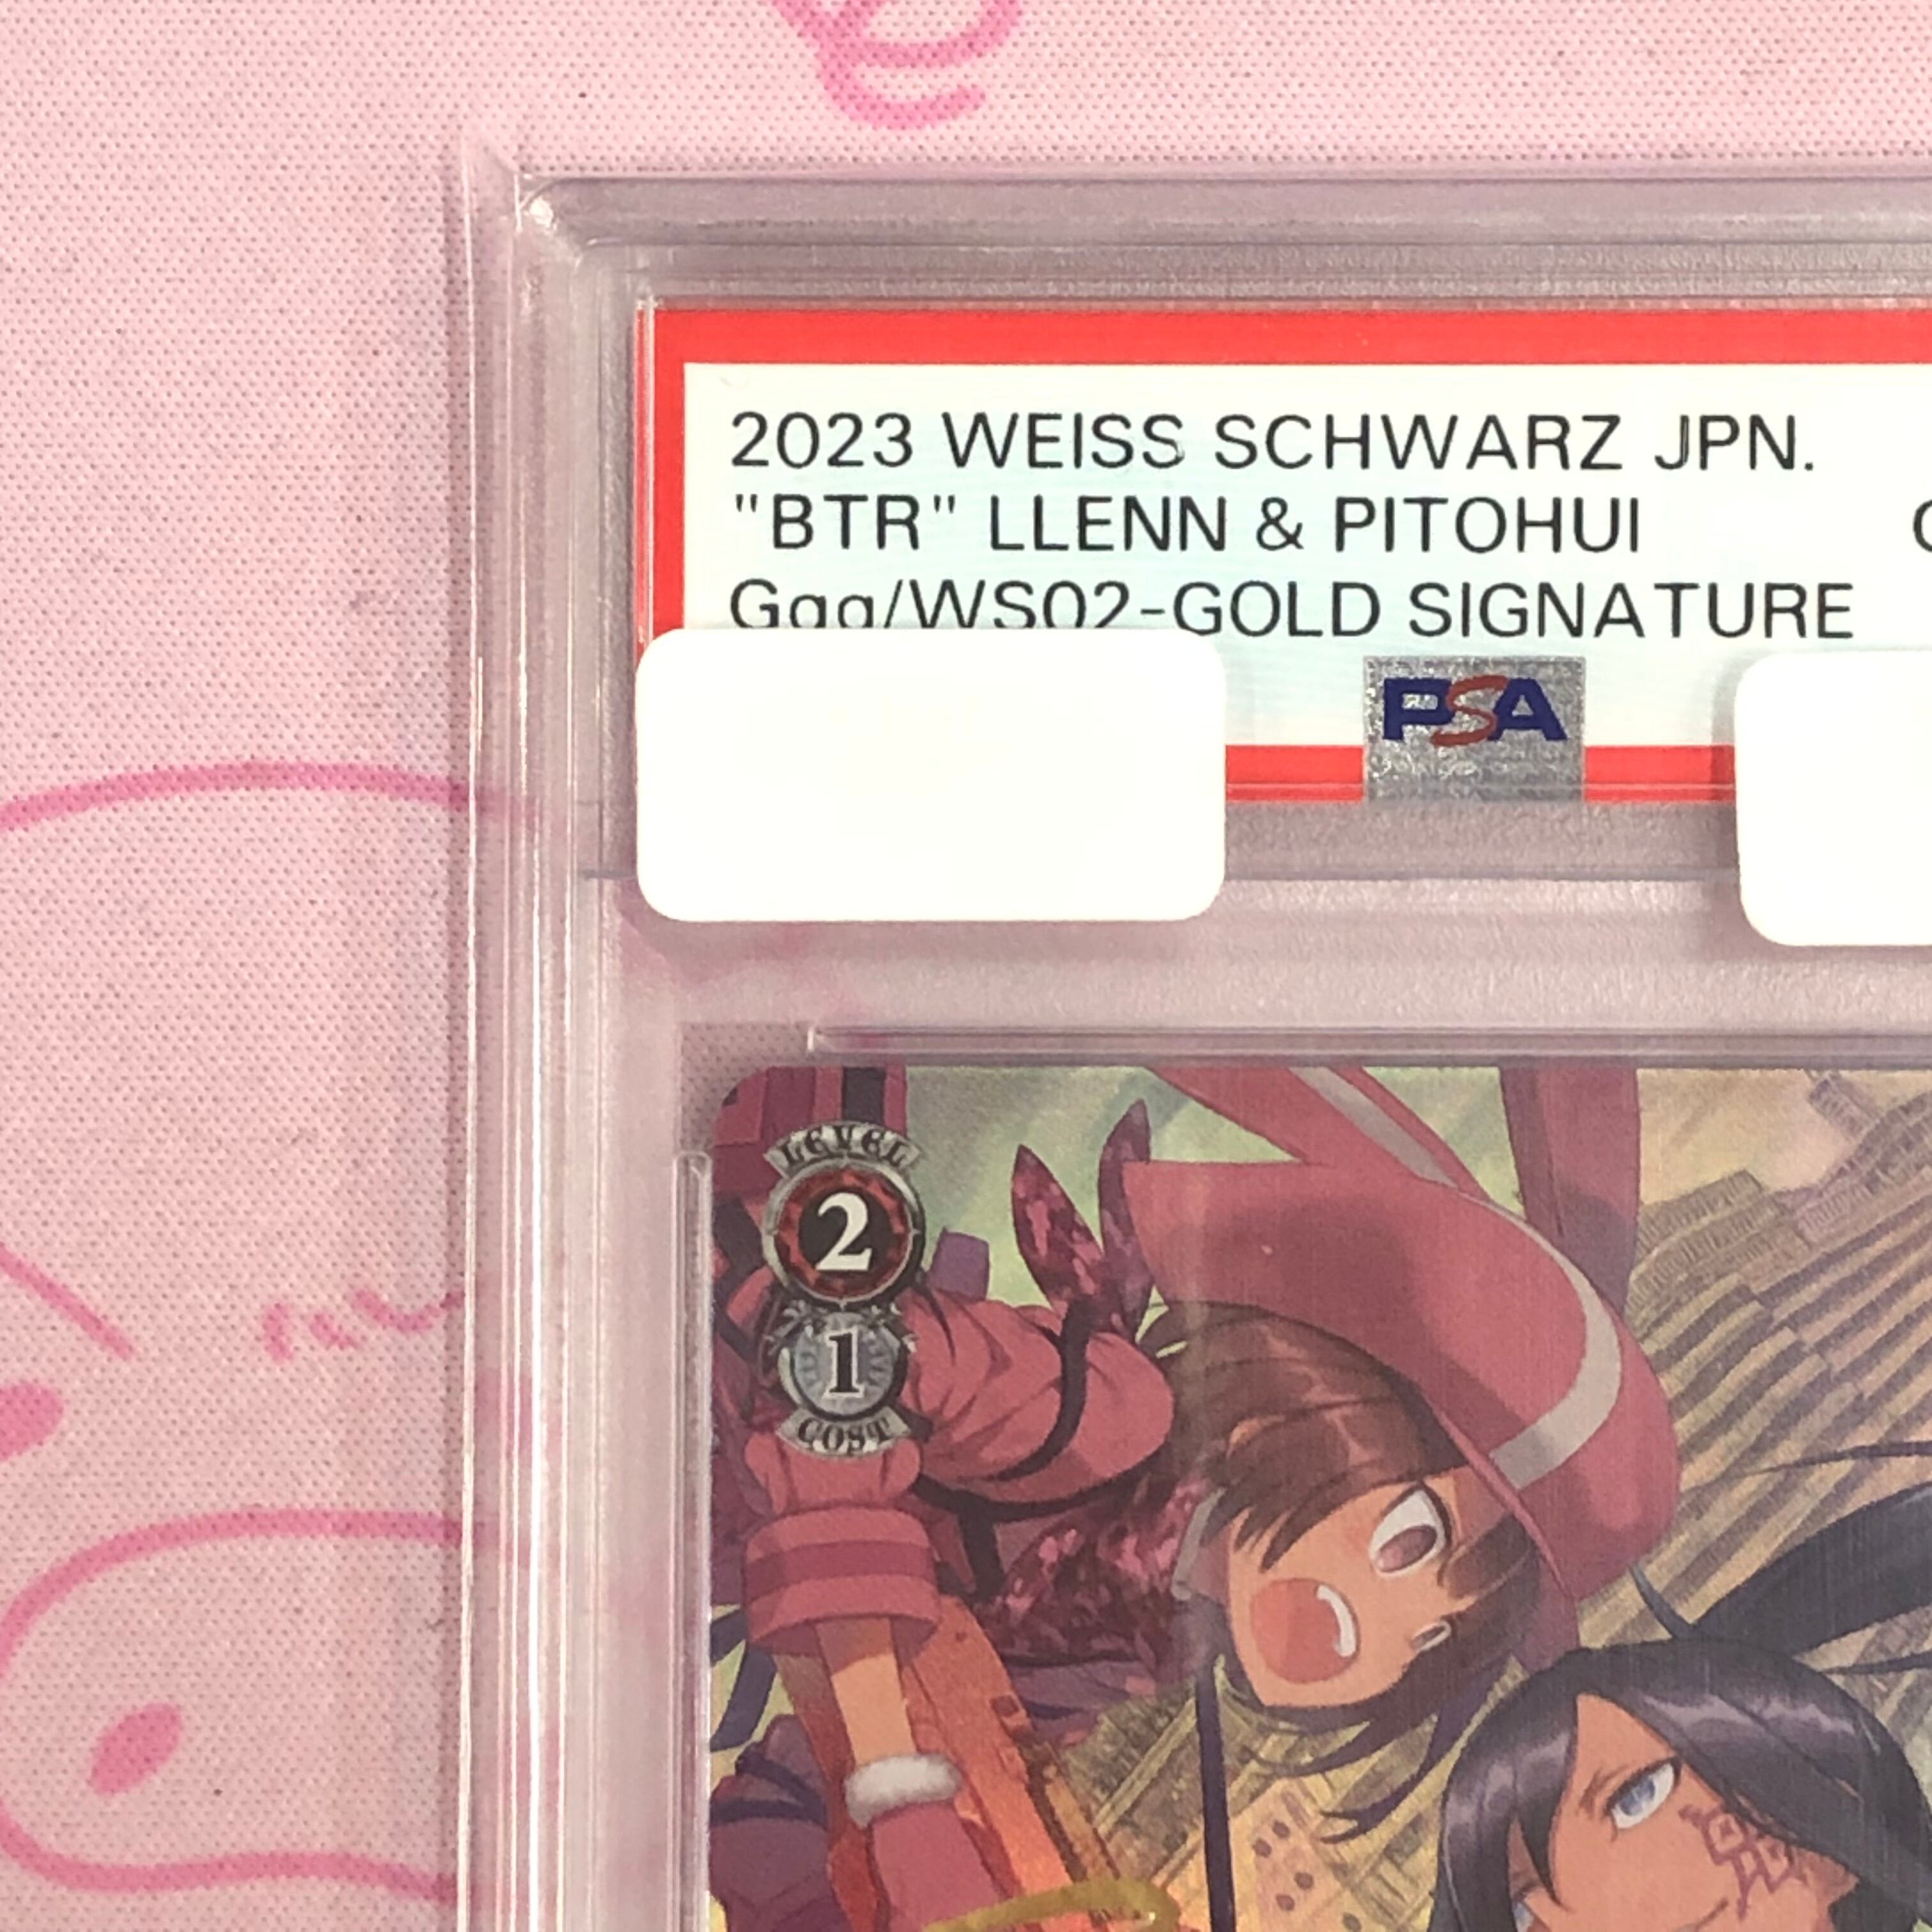 2023 WEISS SCHWARZ JPN.
"BTR" LLENN & PITOHUI
Ggg/WS02-GOLD SIGNATURE
PSA
LEVEL
2
1
COST